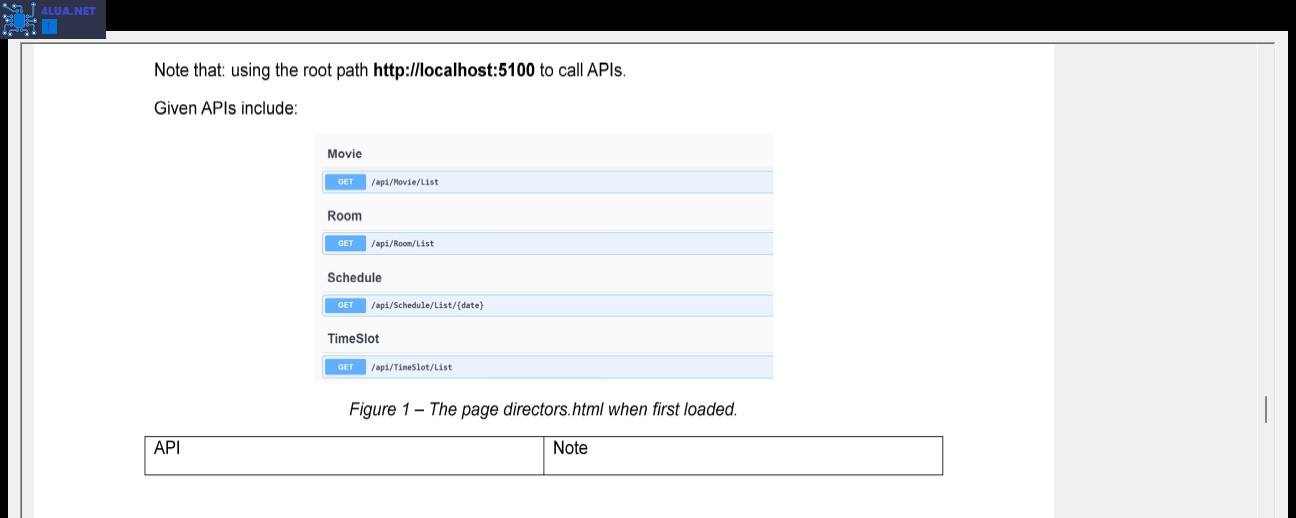 4LUA.NET
1
Note that: using the root path http://localhost:5100 to call APIs.
Given APIs include:
Movie
GET /api/Movie/List
Room
GET /api/Room/List
Schedule
GET /api/Schedule/List/{date}
TimeSlot
GET /api/TimeSlot/List
Figure 1 – The page directors.html when first loaded.
API Note